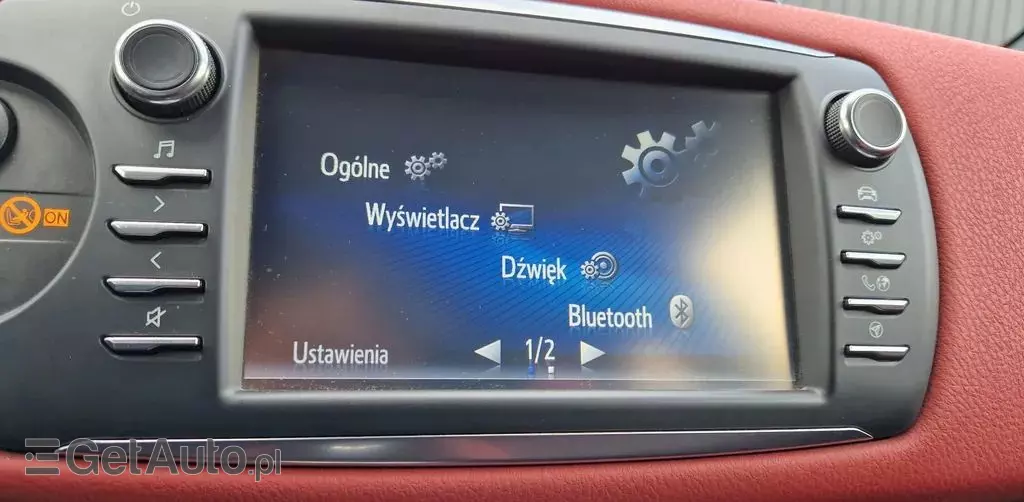 Ogólne
Wyświetlacz
Dźwięk
Bluetooth
Ustawienia
1/2
ON
GetAuto.pl